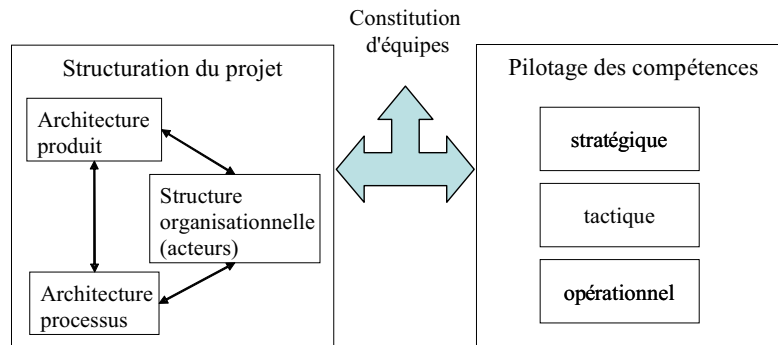 Constitution
d'équipes
Structuration du projet
Architecture
produit
Structure
organisationnelle
(acteurs)
Architecture
processus
Pilotage des compétences
stratégique
tactique
opérationnel